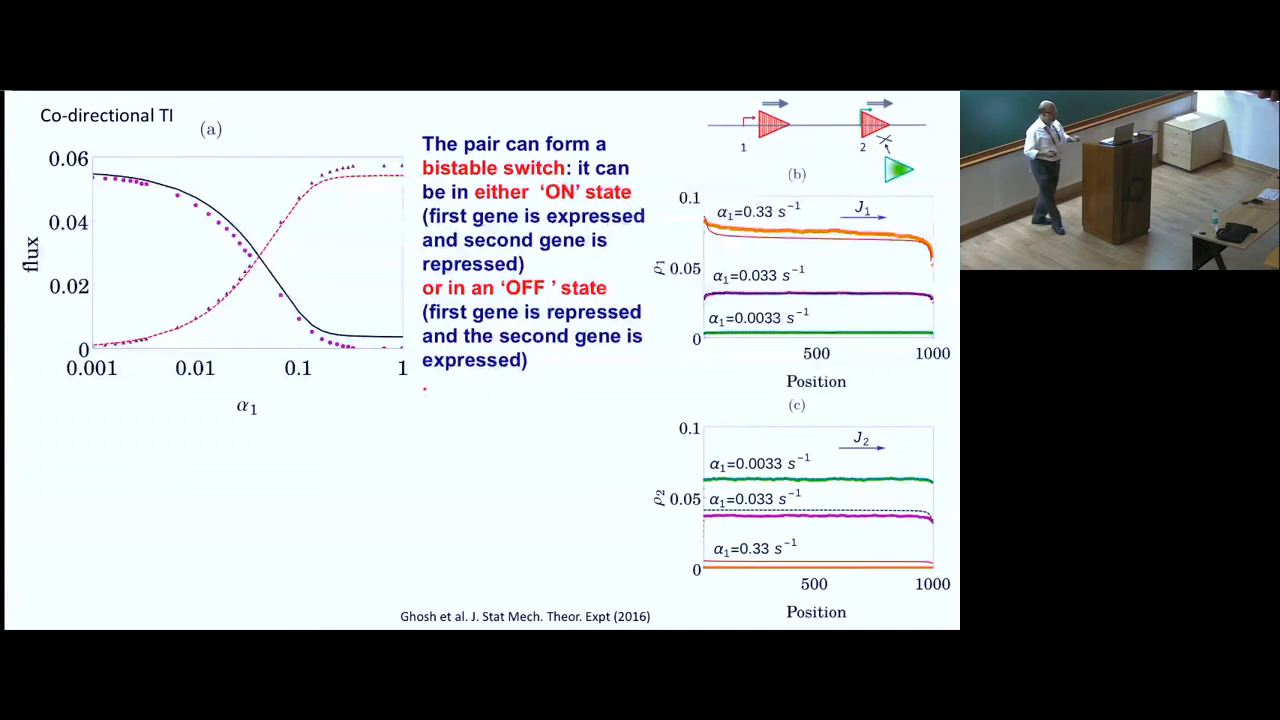 Co-directional TI
(a)
0.06
0.04
0.02
0
flux
0.001
0.01
0.1
1
α1
The pair can form a
bistable switch: it can
be in either ‘ON’ state
(first gene is expressed
and second gene is
repressed)
or in an ‘OFF ’ state
(first gene is repressed
and the second gene is
expressed)
.
1
2
(b)
0.1
0.05
0
ρ1
α1=0.33 s−1
J1
α1=0.033 s−1
α1=0.0033 s−1
500
1000
Position
(c)
0.1
0.05
0
ρ2
J2
α1=0.0033 s−1
α1=0.033 s−1
α1=0.33 s−1
500
1000
Position
Ghosh et al. J. Stat Mech. Theor. Expt (2016)